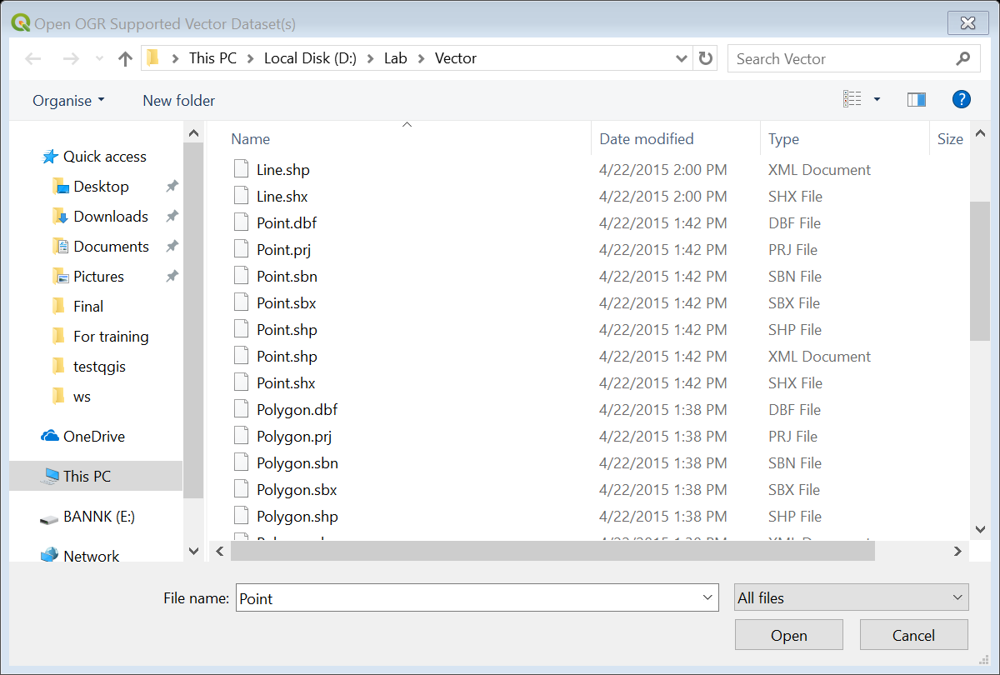 Open OGR Supported Vector Dataset(s)
This PC > Local Disk (D:) > Lab > Vector
Search Vector
Organise
New folder
?
Quick access
Desktop
Downloads
Documents
Pictures
Final
For training
testqgis
ws
OneDrive
This PC
BANNK (E:)
Network
Name Date modified Type Size
Line.shp 4/22/2015 2:00 PM XML Document
Line.shx 4/22/2015 2:00 PM SHX File
Point.dbf 4/22/2015 1:42 PM DBF File
Point.prj 4/22/2015 1:42 PM PRJ File
Point.sbn 4/22/2015 1:42 PM SBN File
Point.sbx 4/22/2015 1:42 PM SBX File
Point.shp 4/22/2015 1:42 PM SHP File
Point.shp 4/22/2015 1:42 PM XML Document
Point.shx 4/22/2015 1:42 PM SHX File
Polygon.dbf 4/22/2015 1:38 PM DBF File
Polygon.prj 4/22/2015 1:38 PM PRJ File
Polygon.sbn 4/22/2015 1:38 PM SBN File
Polygon.sbx 4/22/2015 1:38 PM SBX File
Polygon.shp 4/22/2015 1:38 PM SHP File
File name: Point
All files
Open
Cancel